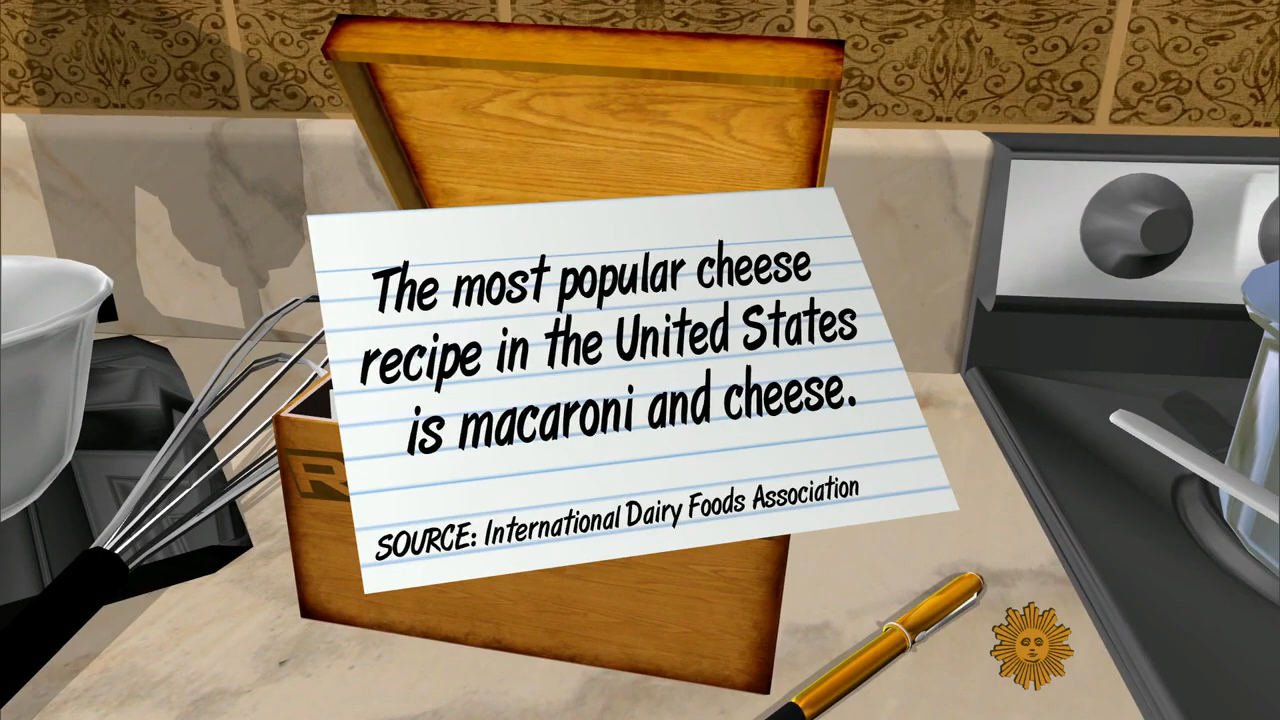 The most popular cheese
recipe in the United States
is macaroni and cheese.
SOURCE: International Dairy Foods Association